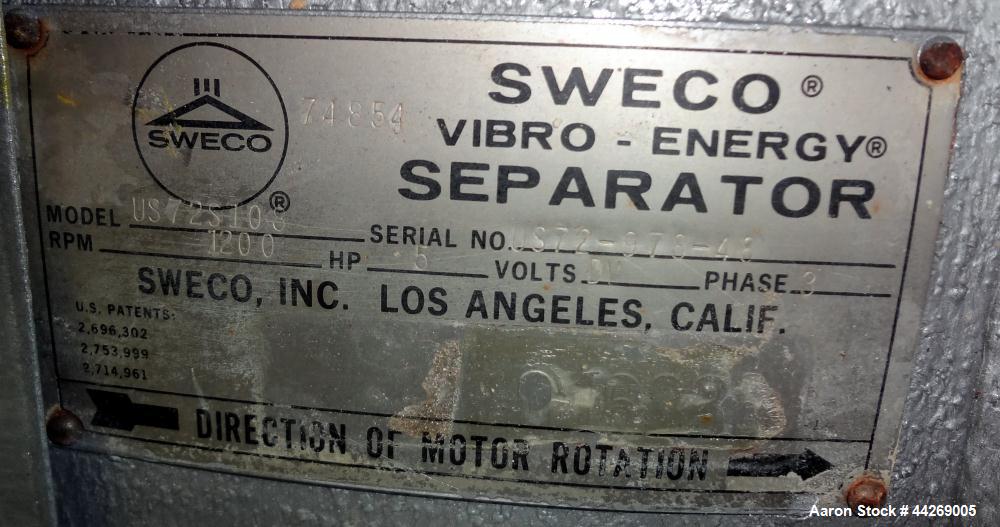 SWECO
74854
SWECO®
VIBRO - ENERGY®
SEPARATOR
®
MODEL
SERIAL NO.
RPM 1200 HP 5 VOLTS PHASE 3
SWECO, INC. LOS ANGELES, CALIF.
U.S. PATENTS:
2,696,302
2,753,999
2,714,961
DIRECTION OF MOTOR ROTATION
Aaron Stock # 44269005